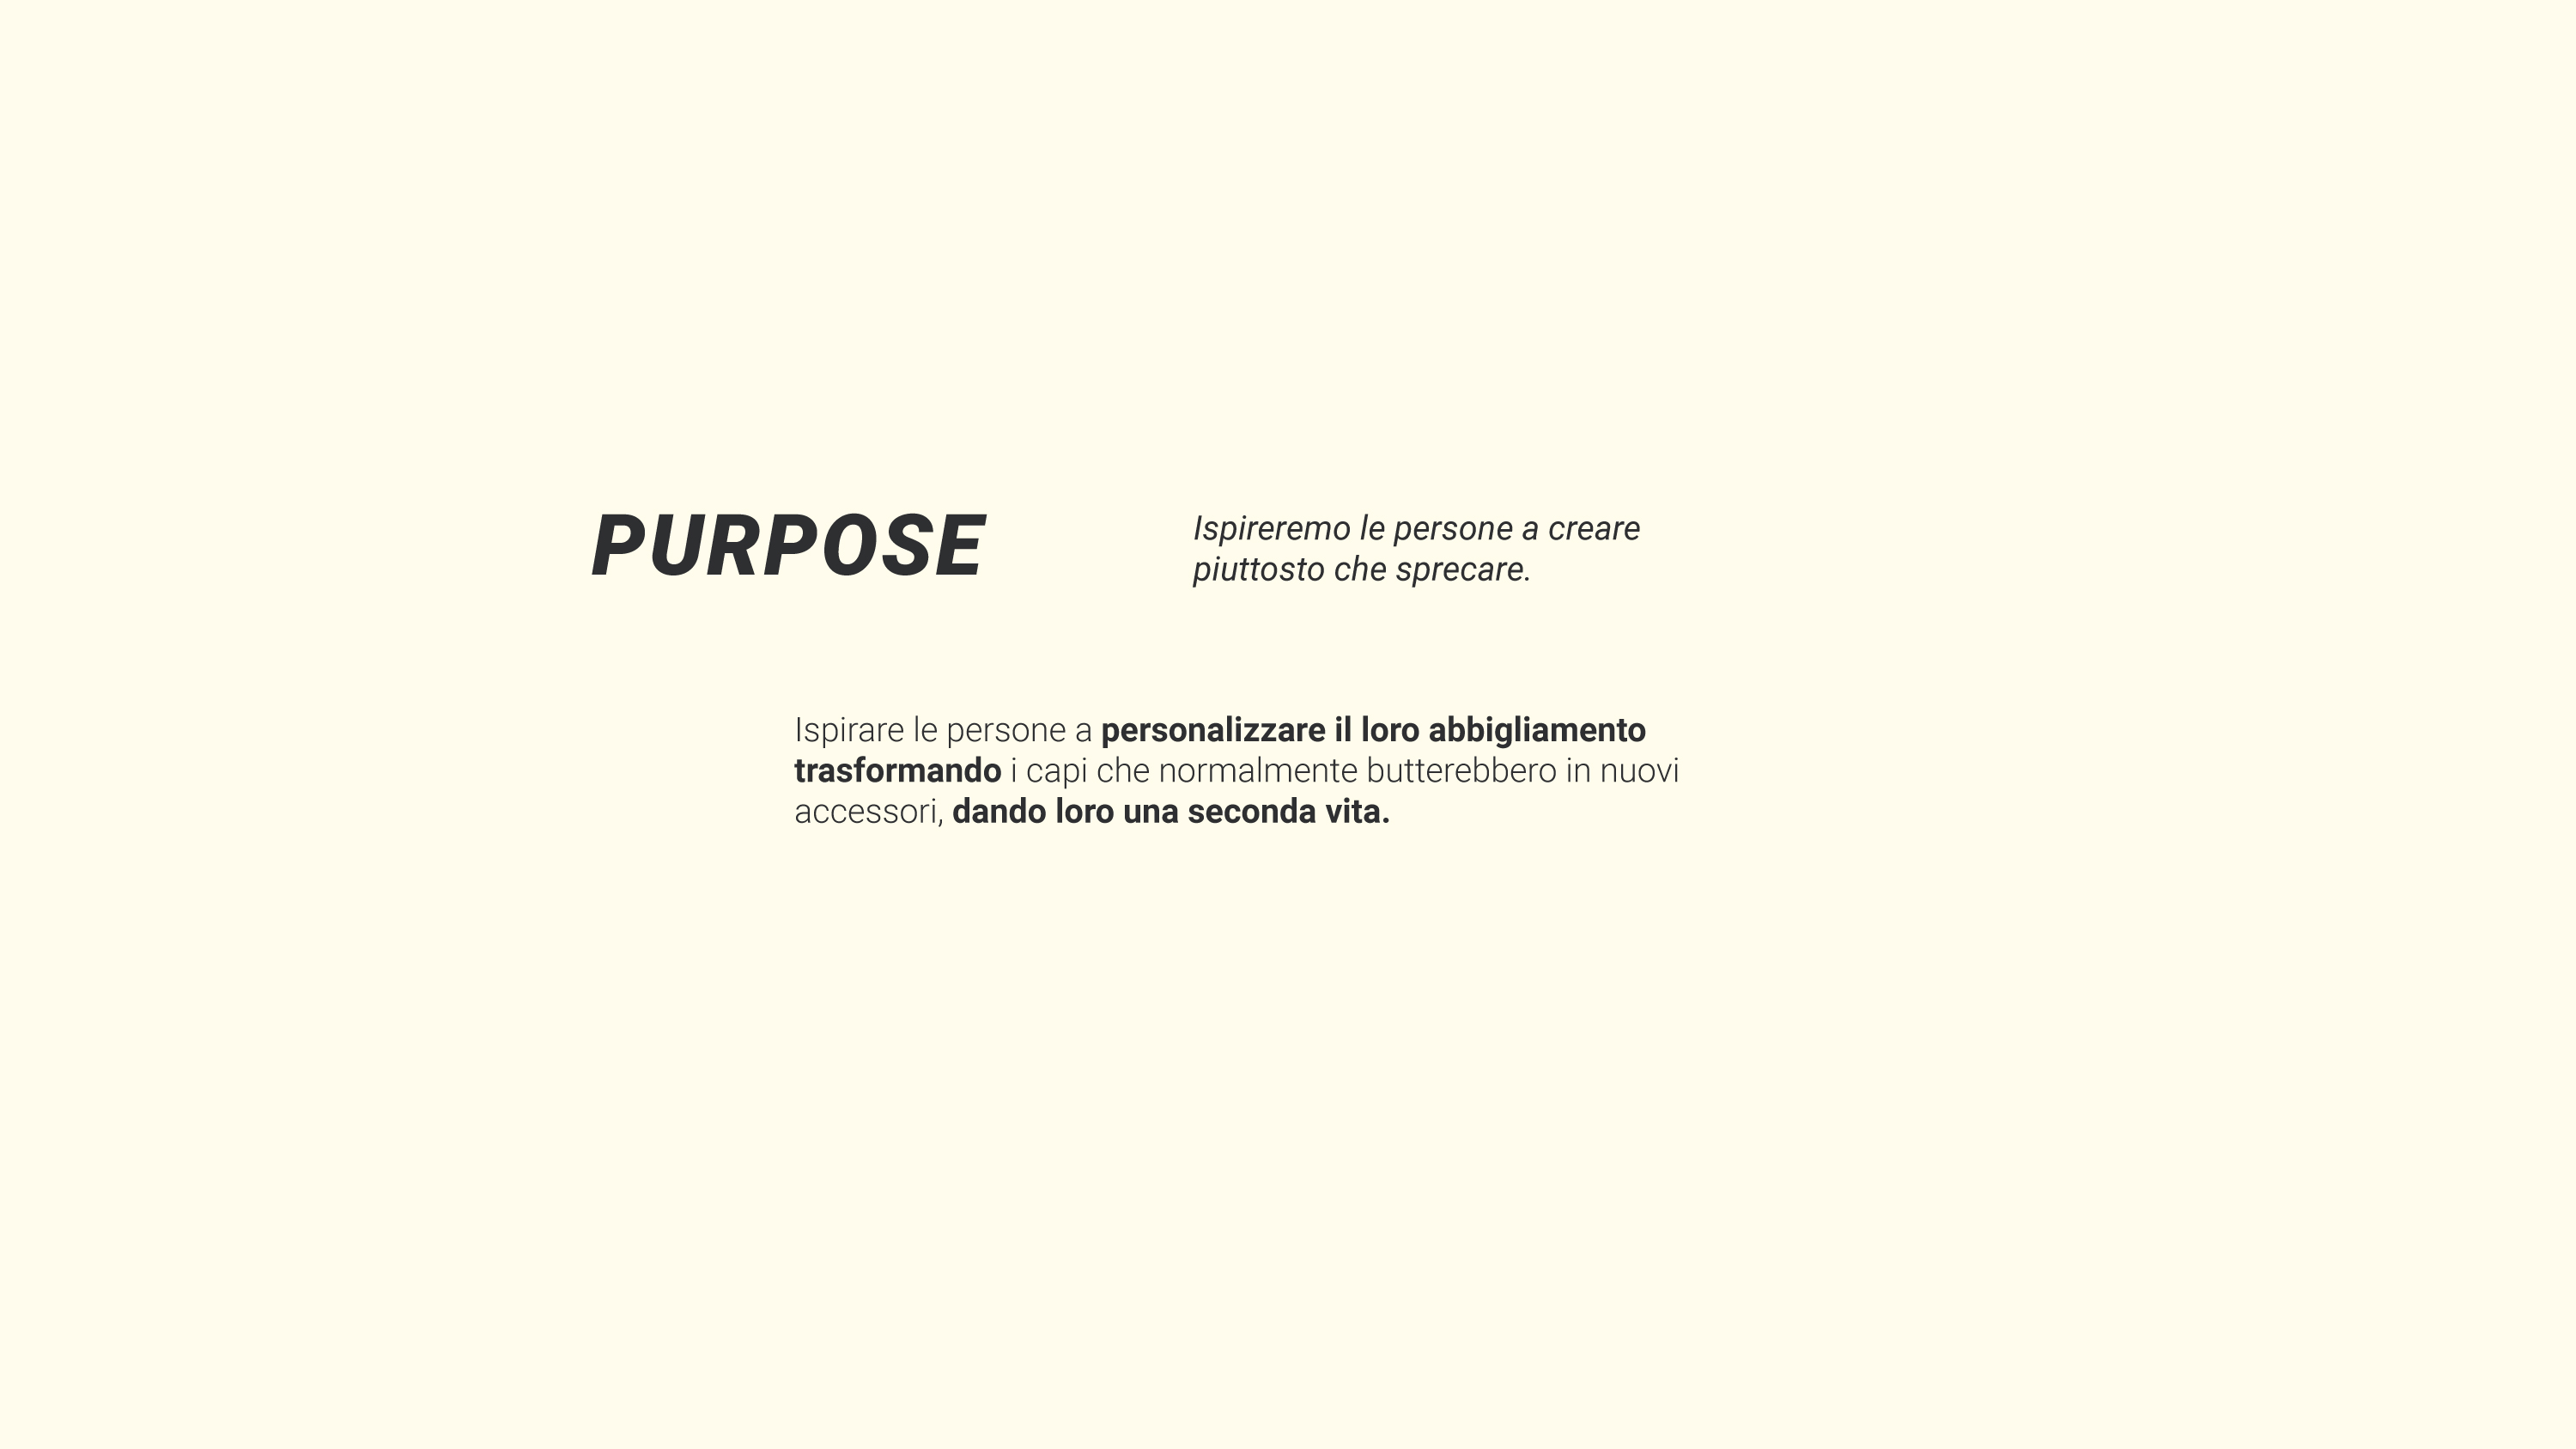 PURPOSE
Ispireremo le persone a creare
piuttosto che sprecare.
Ispirare le persone a personalizzare il loro abbigliamento
trasformando i capi che normalmente butterebbero in nuovi
accessori, dando loro una seconda vita.